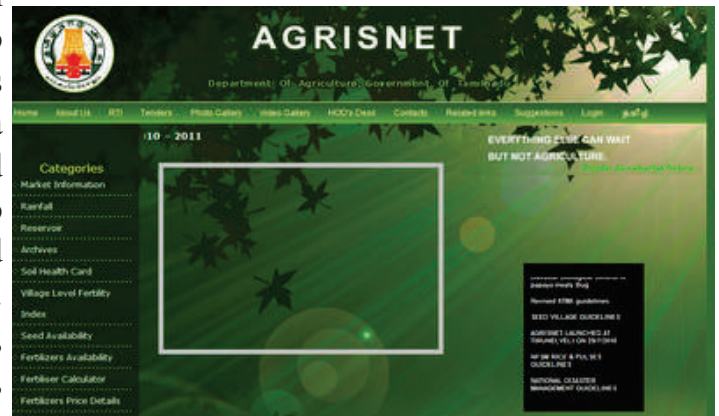 AGRISNET
Department Of Agriculture, Government Of Tamilnadu
Home About Us RTI Tenders Photo Gallery Video Gallery HOD's Desk Contacts Related links Suggestions Login தமிழ்
10 - 2011
EVERYTHING ELSE CAN WAIT
BUT NOT AGRICULTURE.
Categories
Market Information
Rainfall
Reservoir
Archives
Soil Health Card
Village Level Fertility
Index
Seed Availability
Fertilizers Availability
Fertiliser Calculator
Fertilizers Price Details
papaya mealy bug
Revised guidelines
SEED VILLAGE GUIDELINES
AGRISNET LAUNCHED AT
TIRUNELVELI ON
NFSM RICE & PULSES
GUIDELINES
NATIONAL DISASTER
MANAGEMENT GUIDELINES